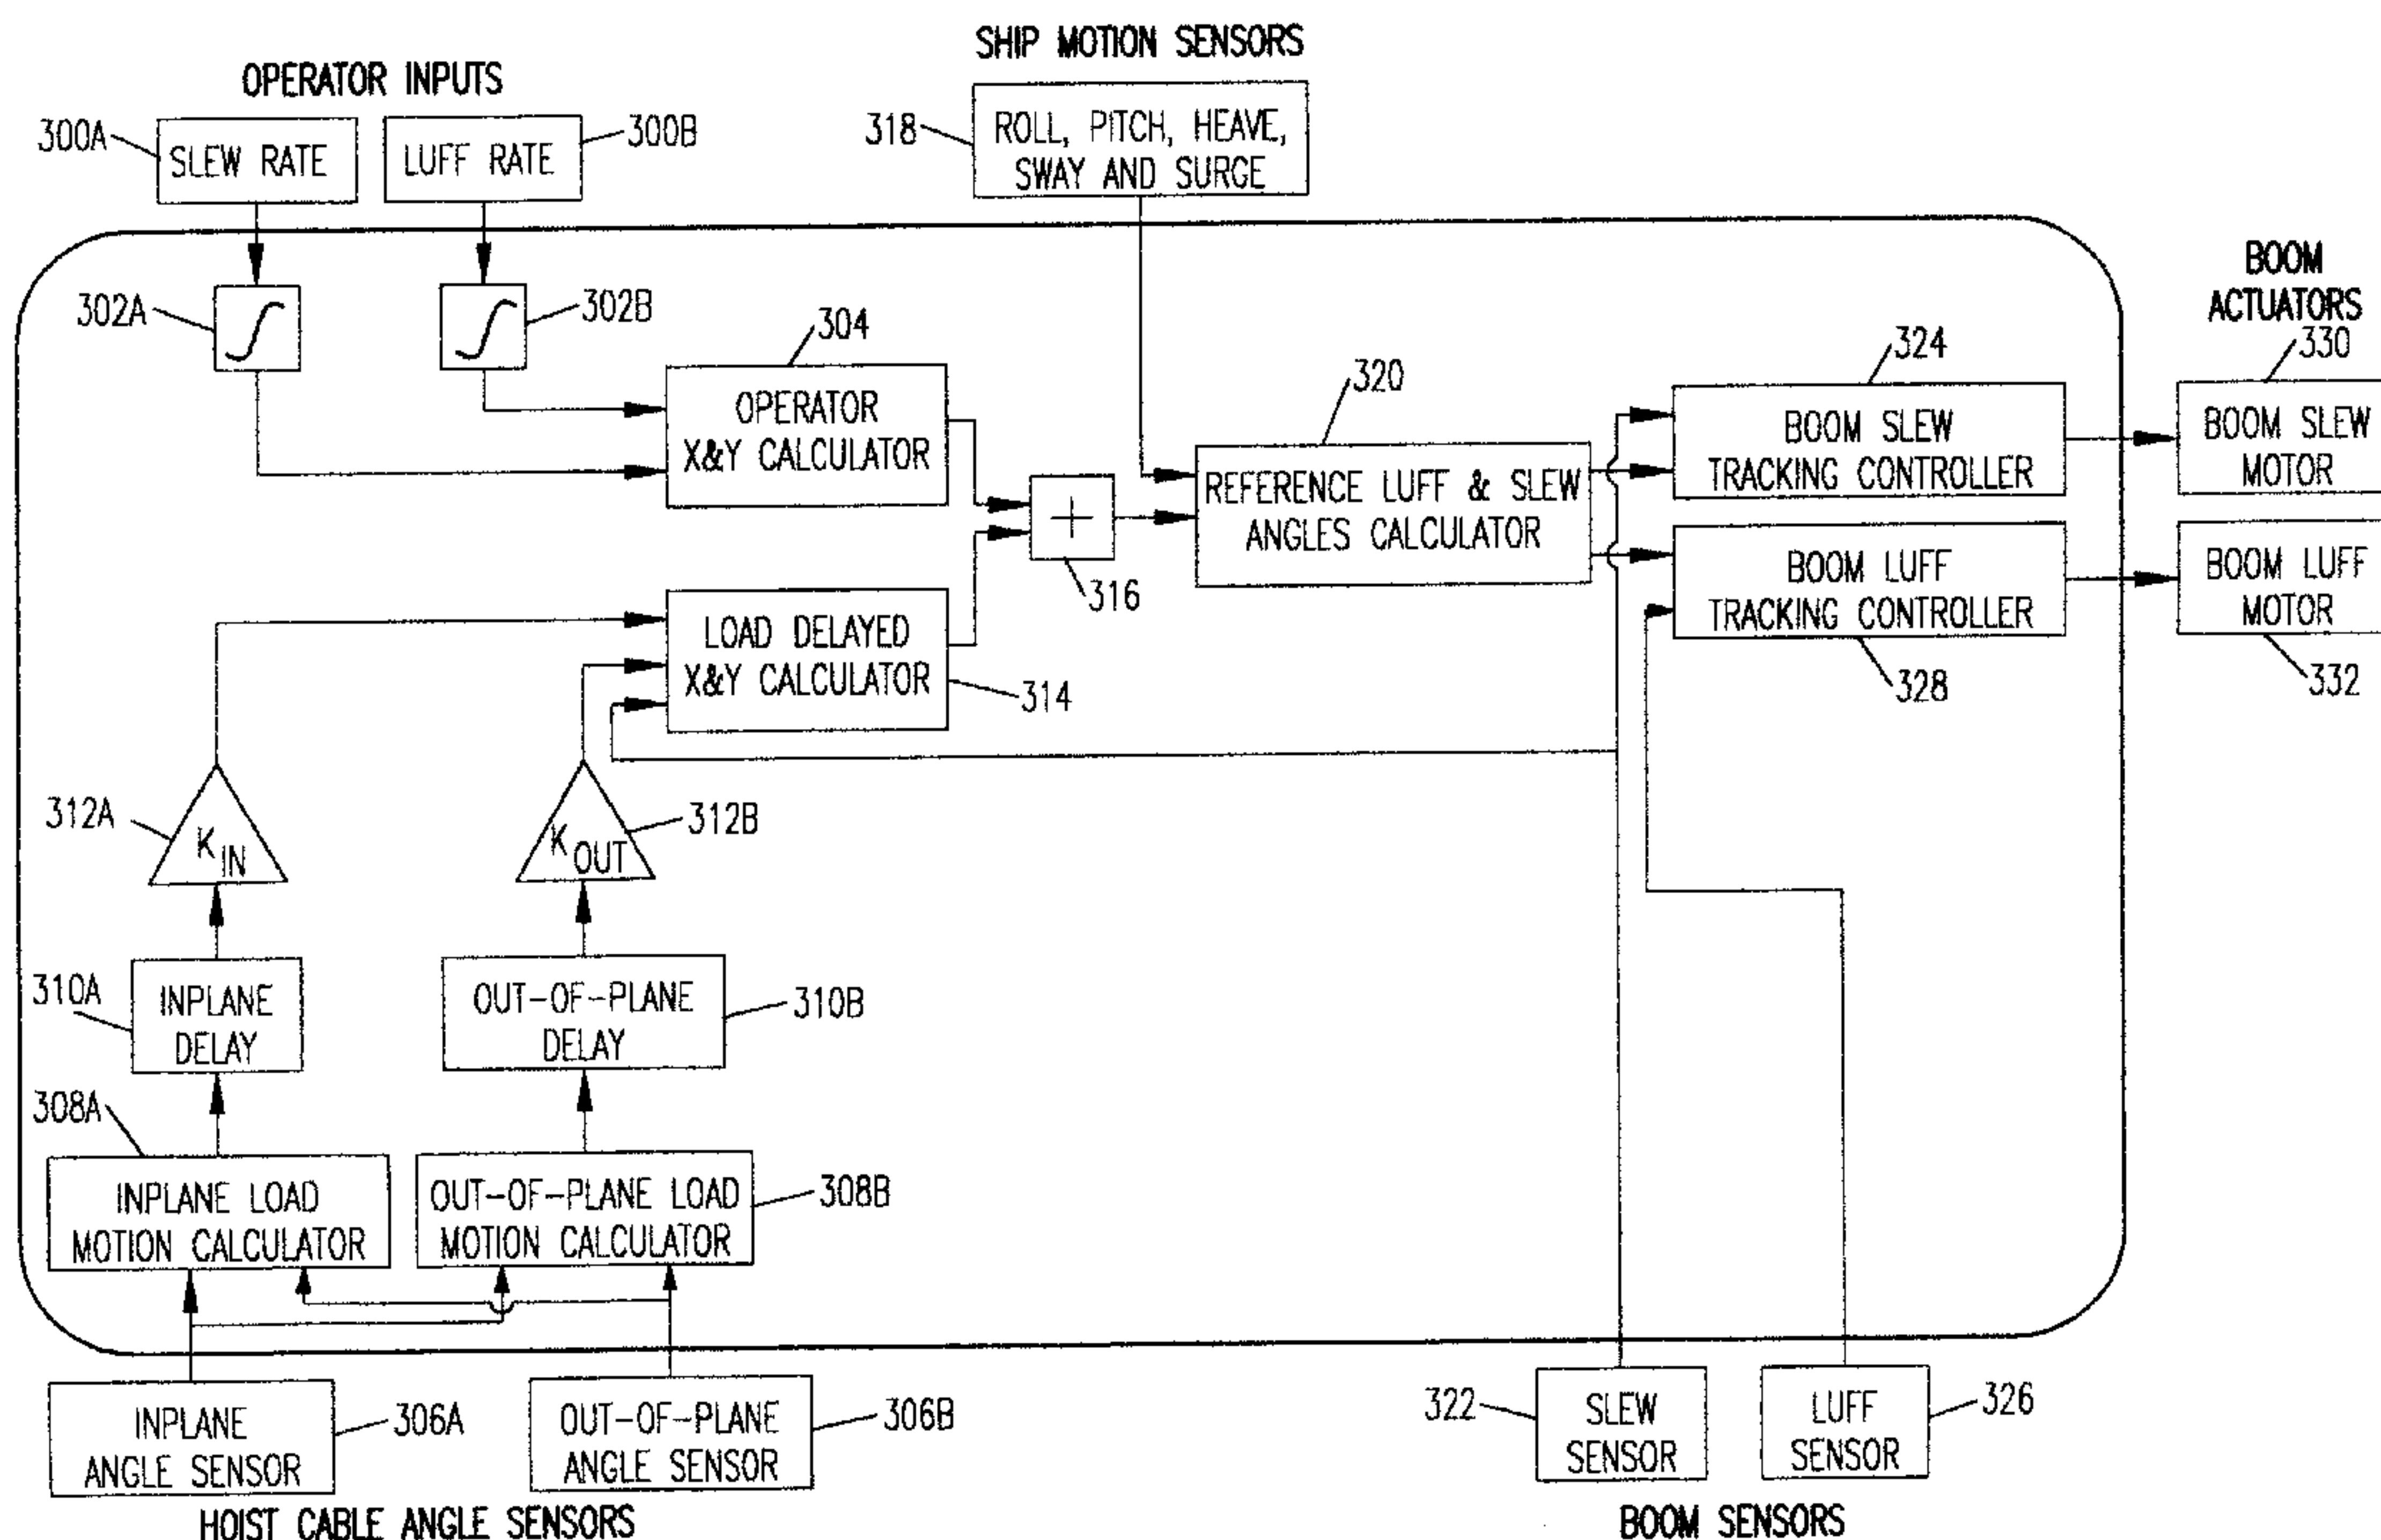 SHIP MOTION SENSORS
OPERATOR INPUTS
300A
SLEW RATE
LUFF RATE
300B
318
ROLL, PITCH, HEAVE,
SWAY AND SURGE
302A
302B
304
OPERATOR
X&Y CALCULATOR
320
REFERENCE LUFF & SLEW
ANGLES CALCULATOR
+
316
BOOM
ACTUATORS
324
BOOM SLEW
TRACKING CONTROLLER
330
BOOM SLEW
MOTOR
BOOM LUFF
TRACKING CONTROLLER
328
BOOM LUFF
MOTOR
332
LOAD DELAYED
X&Y CALCULATOR
314
312A
K IN
K OUT
312B
310A
INPLANE
DELAY
OUT-OF-PLANE
DELAY
310B
308A
INPLANE LOAD
MOTION CALCULATOR
OUT-OF-PLANE LOAD
MOTION CALCULATOR
308B
INPLANE
ANGLE SENSOR
306A
OUT-OF-PLANE
ANGLE SENSOR
306B
322
SLEW
SENSOR
LUFF
SENSOR
326
HOIST CABLE ANGLE SENSORS
BOOM SENSORS